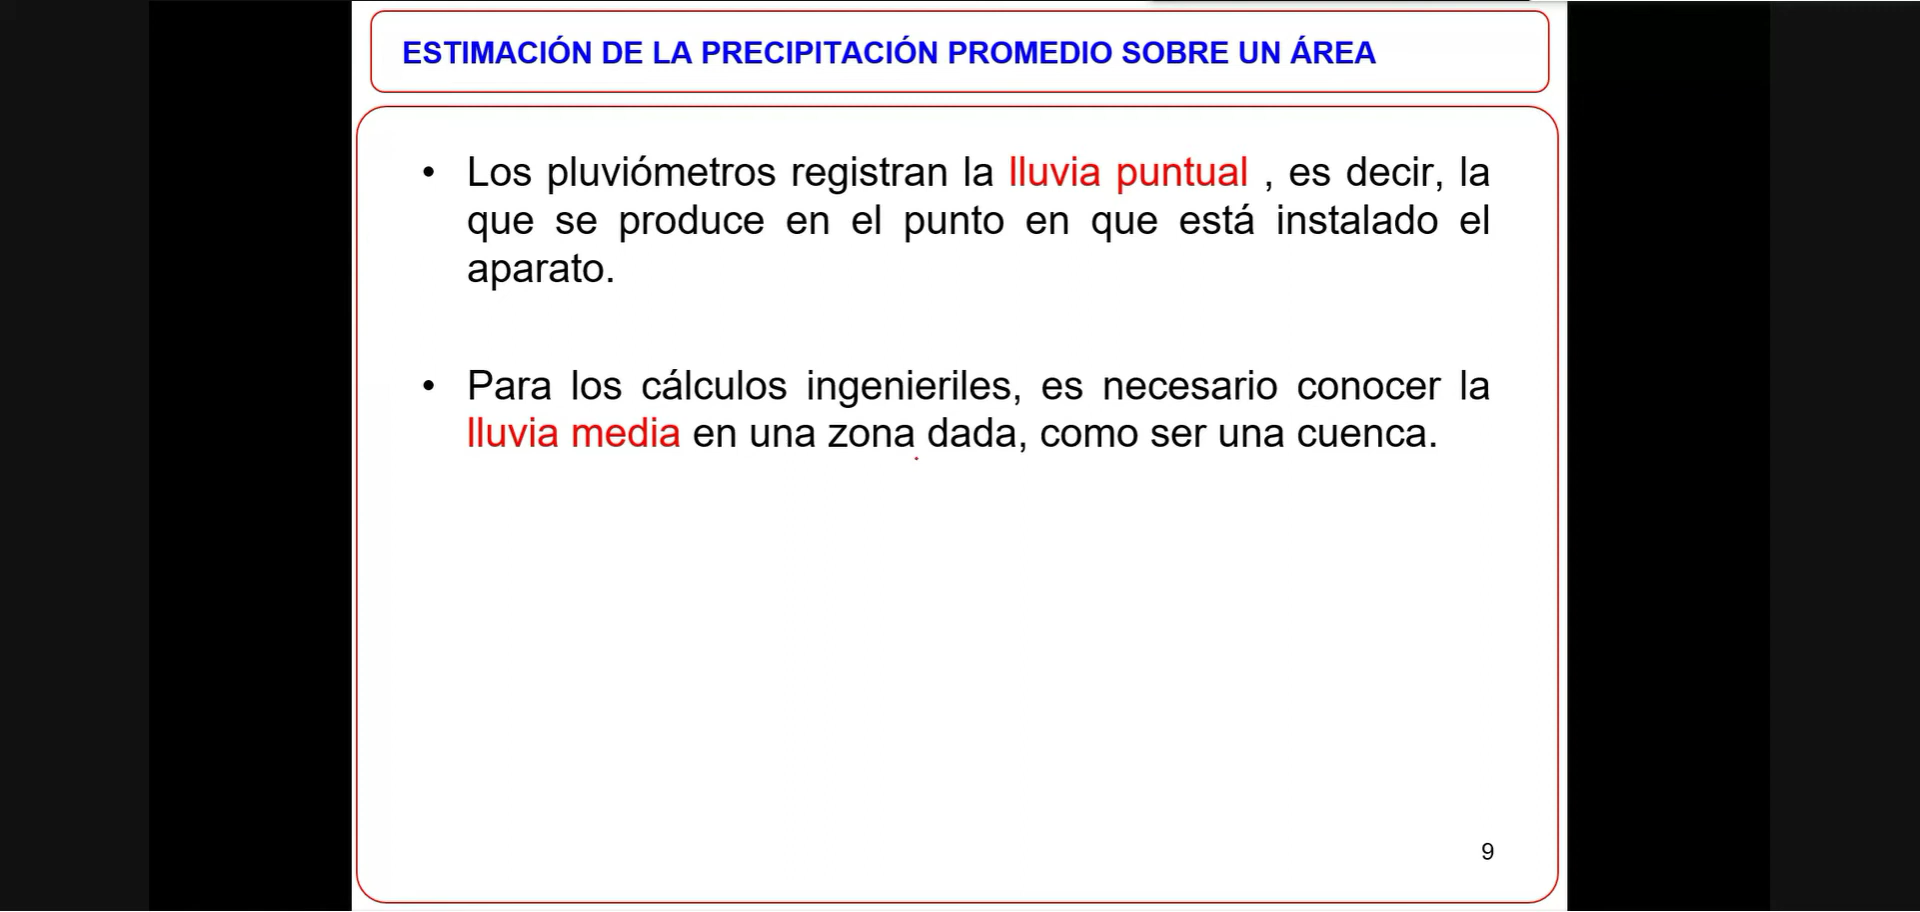 ESTIMACIÓN DE LA PRECIPITACIÓN PROMEDIO SOBRE UN ÁREA
• Los pluviómetros registran la lluvia puntual , es decir, la
que se produce en el punto en que está instalado el
aparato.
• Para los cálculos ingenieriles, es necesario conocer la
lluvia media en una zona dada, como ser una cuenca.
9